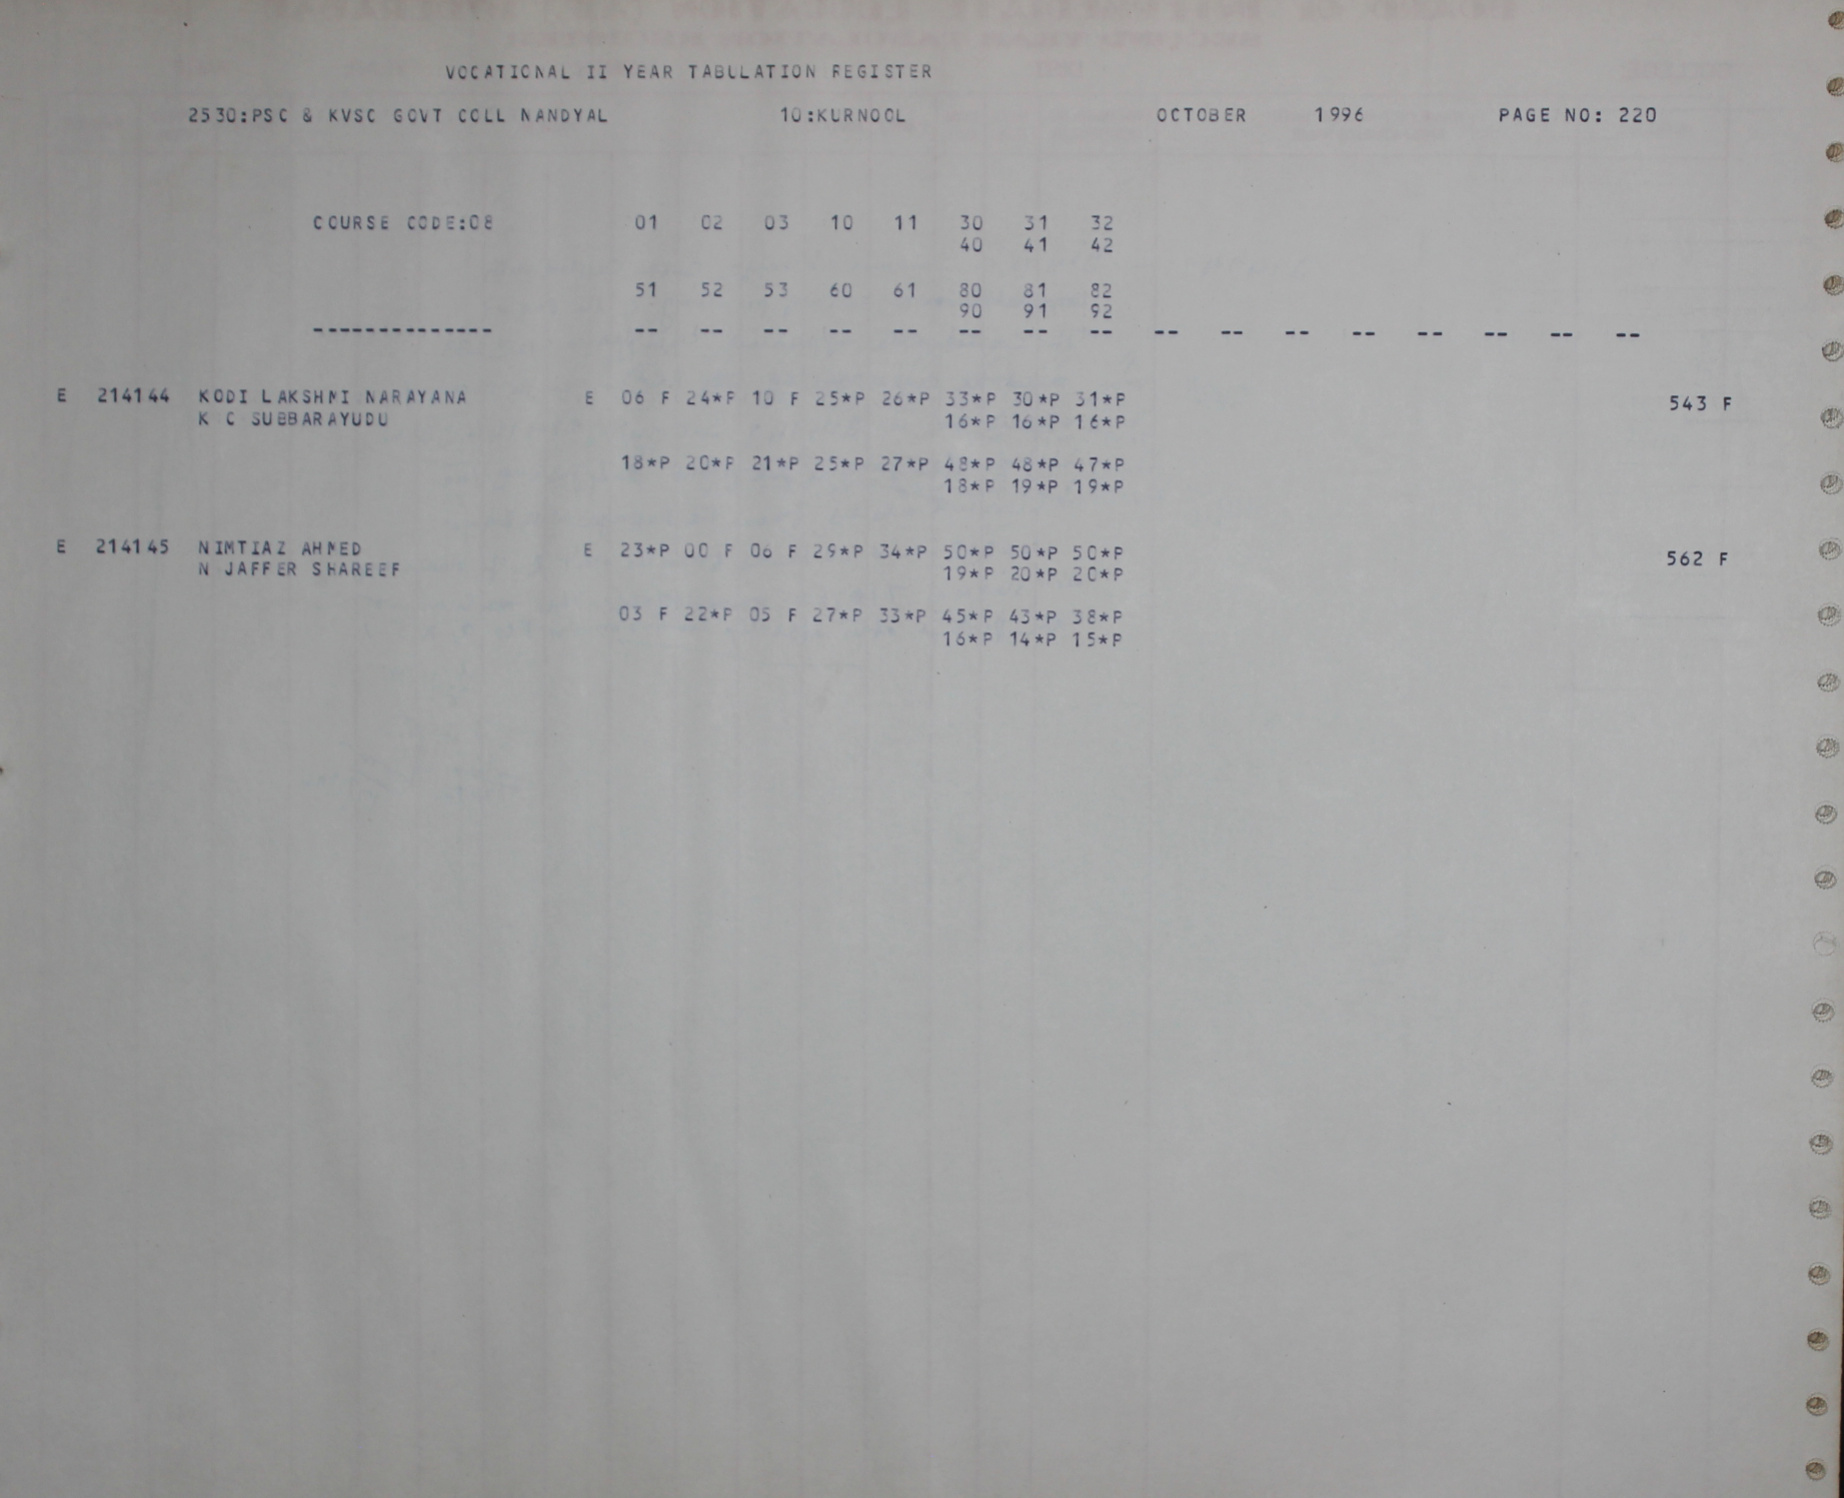 VOCATIONAL II YEAR TABULATION REGISTER
2530:PSC & KVSC GOVT COLL NANDYAL 10:KURNOOL OCTOBER 1996 PAGE NO: 220
COURSE CODE:08 01 02 03 10 11 30 31 32
40 41 42
51 52 53 60 61 80 81 82
90 91 92
-------------- -- -- -- -- -- -- -- -- -- -- -- -- -- -- -- --
E 214144 KODI LAKSHMI NARAYANA E 06 F 24*P 10 F 25*P 26*P 33*P 30*P 31*P 543 F
K C SUBBARAYUDU 16*P 16*P 16*P
18*P 20*P 21*P 25*P 27*P 48*P 48*P 47*P
18*P 19*P 19*P
E 214145 N IMTIAZ AHMED E 23*P 00 F 06 F 29*P 34*P 50*P 50*P 50*P 562 F
N JAFFER SHAREEF 19*P 20*P 20*P
03 F 22*P 05 F 27*P 33*P 45*P 43*P 38*P
16*P 14*P 15*P